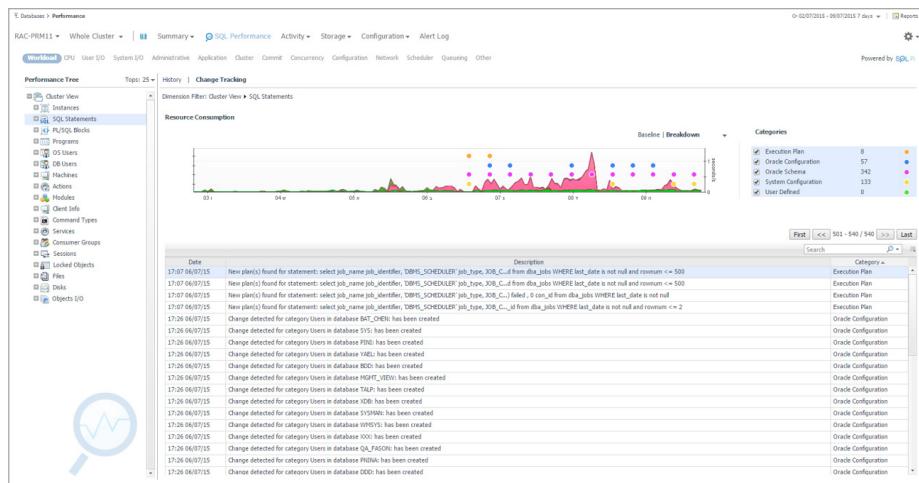 Databases > Performance
02/07/2015 - 09/07/2015 7 days
Reports
RAC-PRM11 Whole Cluster Summary SQL Performance Activity Storage Configuration Alert Log
Workload CPU User I/O System I/O Administrative Application Cluster Commit Concurrency Configuration Network Scheduler Queueing Other
Powered by SQL PI
Performance Tree
Tops: 25
History | Change Tracking
Cluster View
Instances
SQL Statements
PL/SQL Blocks
Programs
OS Users
DB Users
Machines
Actions
Modules
Client Info
Command Types
Services
Consumer Groups
Sessions
Locked Objects
Files
Disks
Objects I/O
Dimension Filter: Cluster View SQL Statements
Resource Consumption
Baseline | Breakdown
1
0
seconds/s
03 05 06 07 08 09
Categories
Execution Plan 8
Oracle Configuration 57
Oracle Schema 342
System Configuration 133
User Defined 0
First << 501 - 540 / 540 >> Last
Search
Date Description Category
17:07 06/07/15 New plan(s) found for statement: select job_name job_identifier, 'DBMS_SCHEDULER' job_type, JOB_C...d from dba_jobs WHERE last_date is not null and rownum <= 500 Execution Plan
17:07 06/07/15 New plan(s) found for statement: select job_name job_identifier, 'DBMS_SCHEDULER' job_type, JOB_C...d from dba_jobs WHERE last_date is not null and rownum <= 500 Execution Plan
17:07 06/07/15 New plan(s) found for statement: select job_name job_identifier, 'DBMS_SCHEDULER' job_type, JOB_C...) failed , 0 con_id from dba_jobs WHERE last_date is not null Execution Plan
17:07 06/07/15 New plan(s) found for statement: select job_name job_identifier, 'DBMS_SCHEDULER' job_type, JOB_C..._id from dba_jobs WHERE last_date is not null and rownum <= 2 Execution Plan
17:26 06/07/15 Change detected for category Users in database BAT_CHEN: has been created Oracle Configuration
17:26 06/07/15 Change detected for category Users in database SYS: has been created Oracle Configuration
17:26 06/07/15 Change detected for category Users in database PINI: has been created Oracle Configuration
17:26 06/07/15 Change detected for category Users in database YAEL: has been created Oracle Configuration
17:26 06/07/15 Change detected for category Users in database BDD: has been created Oracle Configuration
17:26 06/07/15 Change detected for category Users in database MGMT_VIEW: has been created Oracle Configuration
17:26 06/07/15 Change detected for category Users in database TALP: has been created Oracle Configuration
17:26 06/07/15 Change detected for category Users in database XDB: has been created Oracle Configuration
17:26 06/07/15 Change detected for category Users in database SYSMAN: has been created Oracle Configuration
17:26 06/07/15 Change detected for category Users in database WMSYS: has been created Oracle Configuration
17:26 06/07/15 Change detected for category Users in database XXX: has been created Oracle Configuration
17:26 06/07/15 Change detected for category Users in database QA_FASON: has been created Oracle Configuration
17:26 06/07/15 Change detected for category Users in database PNINA: has been created Oracle Configuration
17:26 06/07/15 Change detected for category Users in database DDD: has been created Oracle Configuration